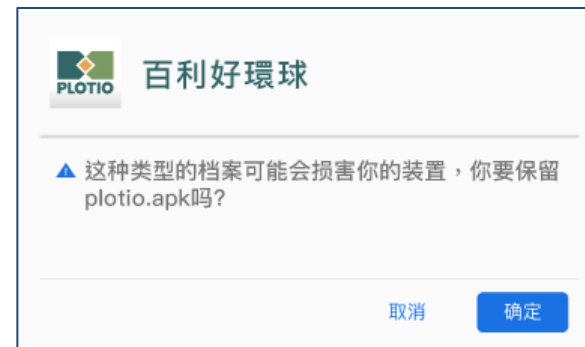 PLOTIO
百利好環球
这种类型的档案可能会损害你的装置，你要保留
plotio.apk吗?
取消
确定